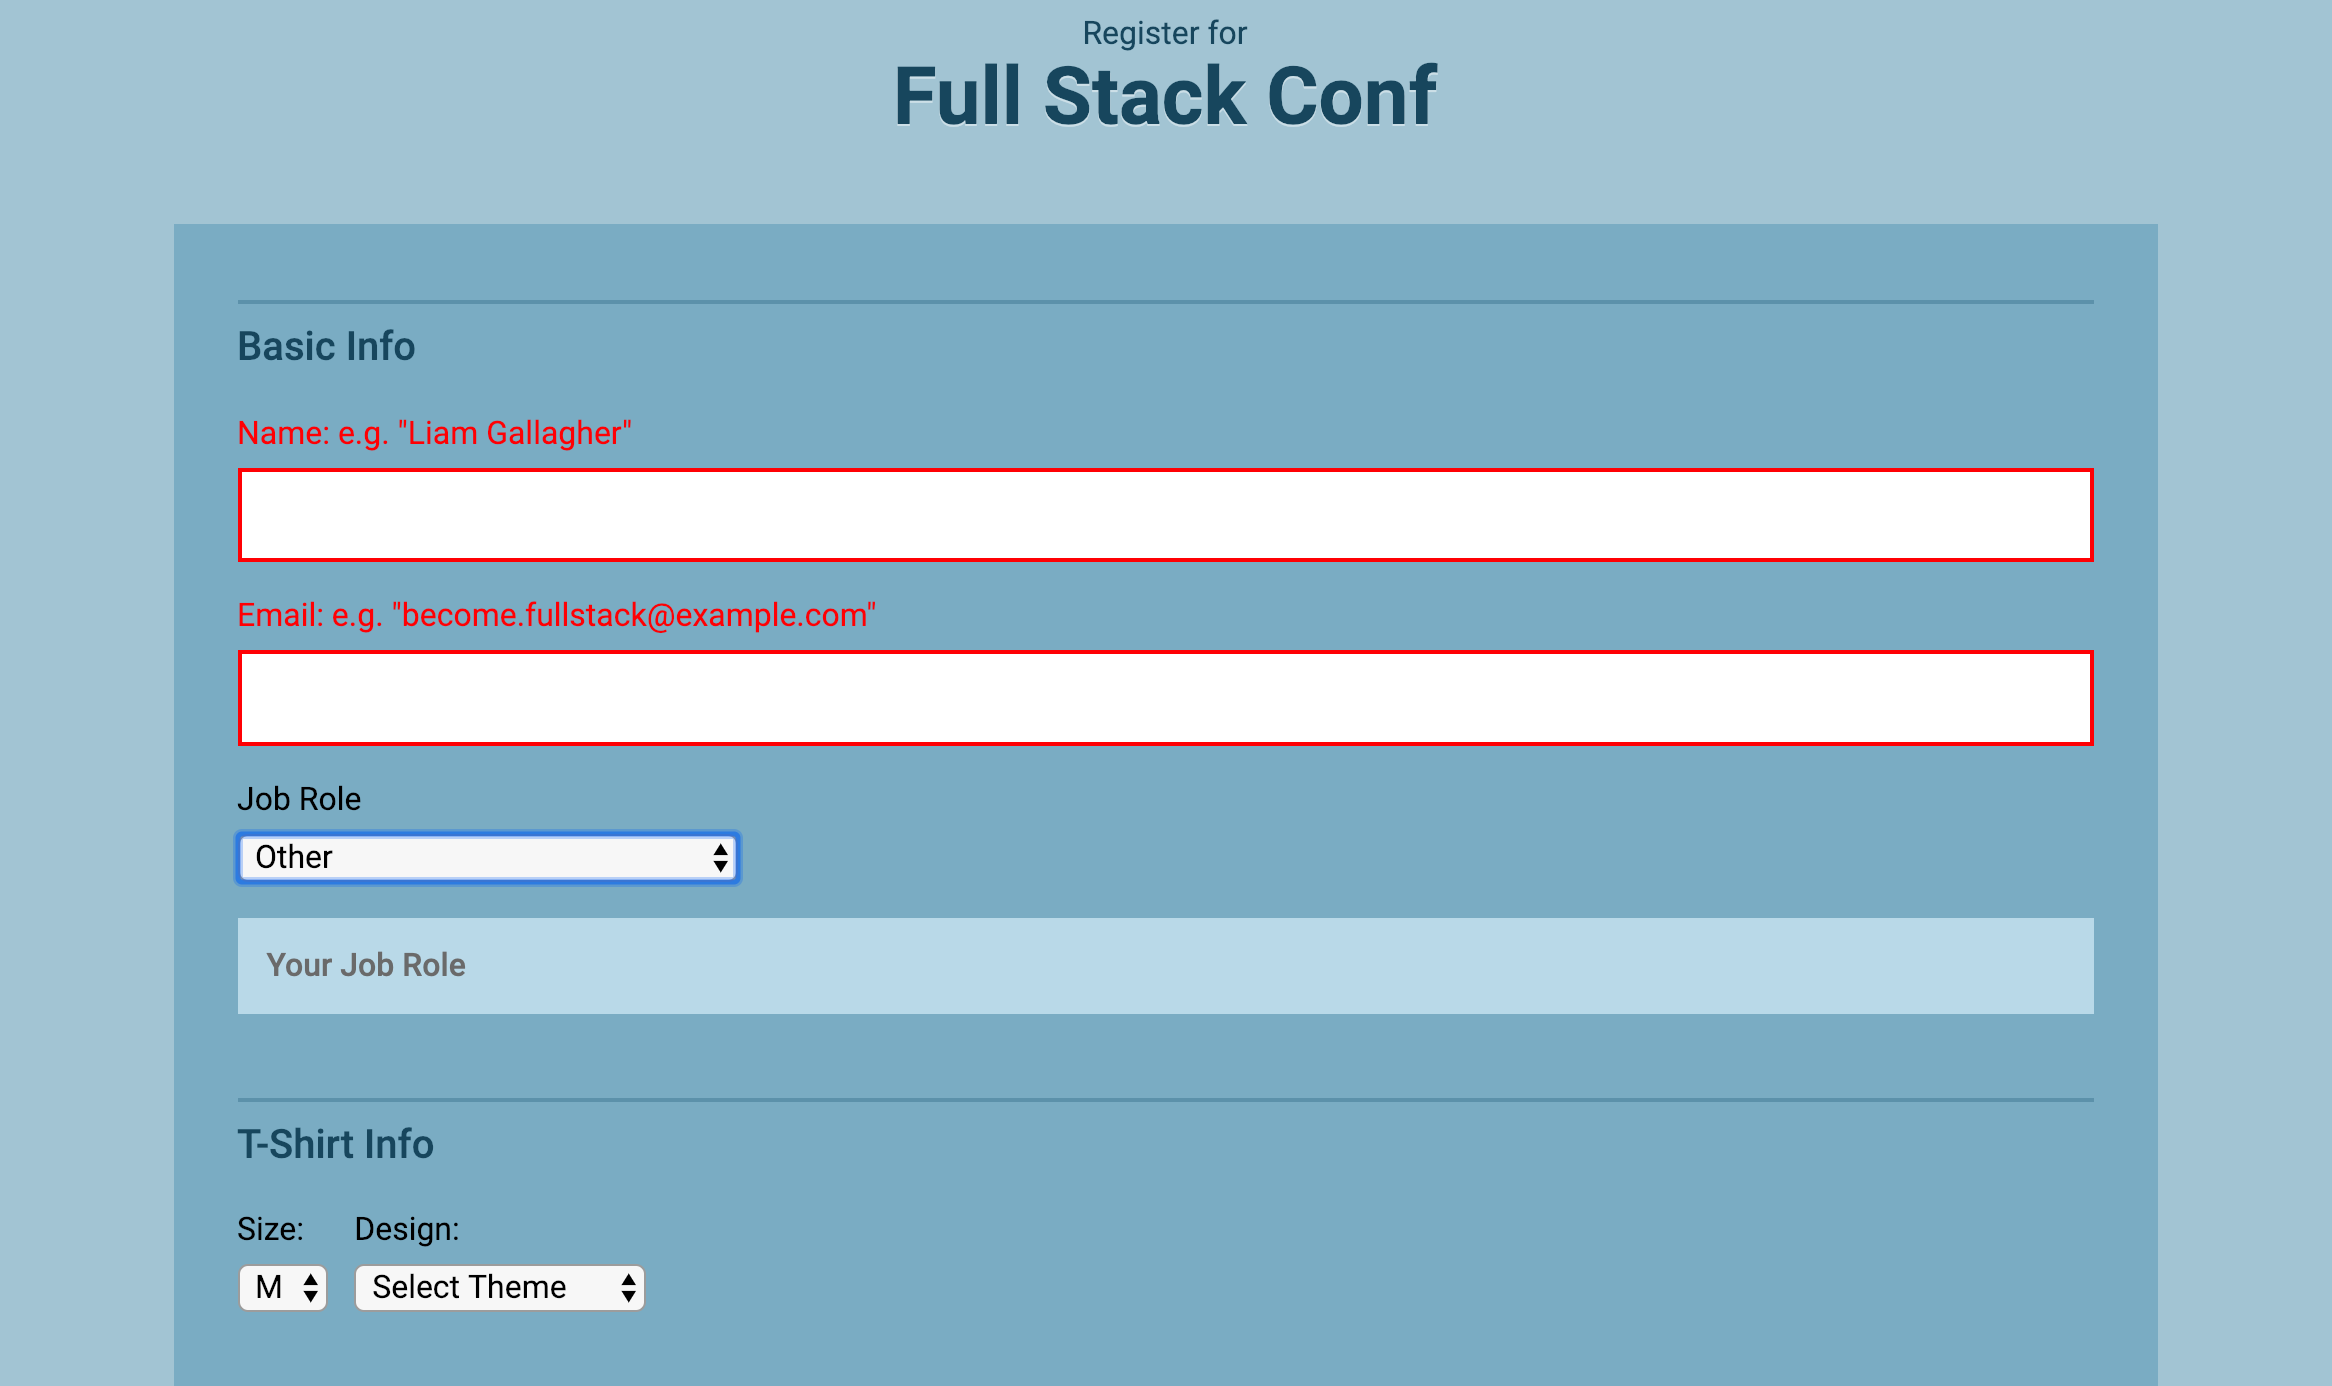 Register for
Full Stack Conf
Basic Info
Name: e.g. "Liam Gallagher"
Email: e.g. "become.fullstack@example.com"
Job Role
Other
Your Job Role
T-Shirt Info
Size: Design:
M Select Theme